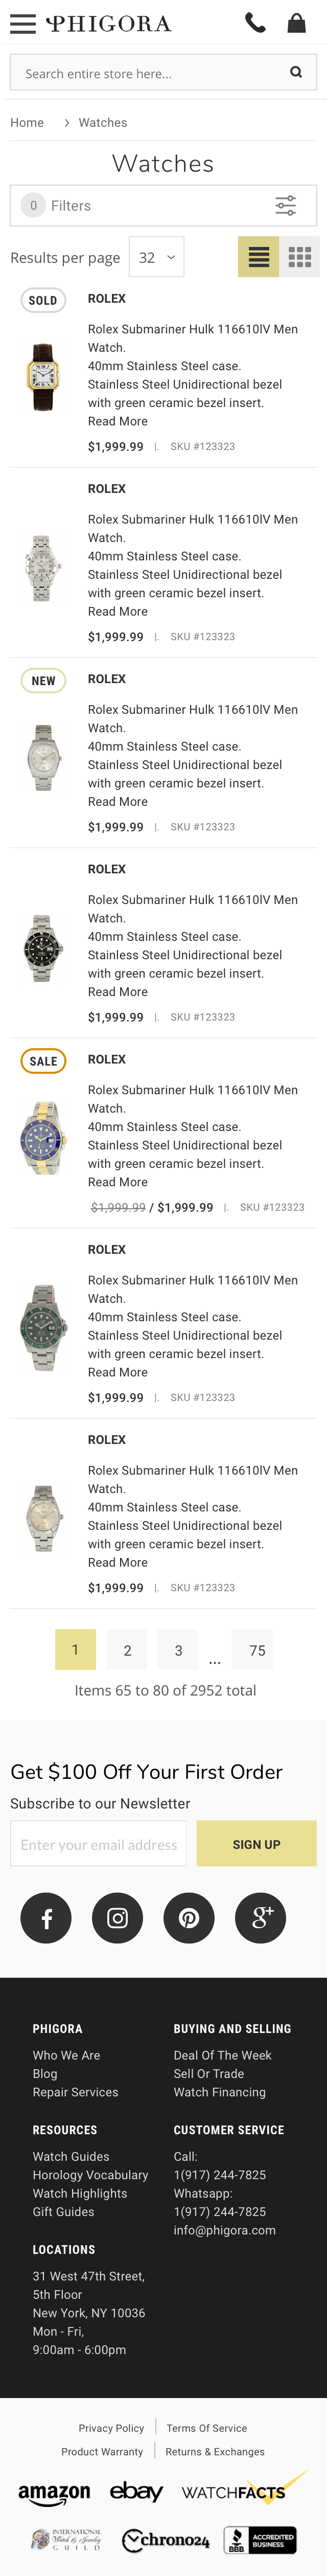 PHIGORA
Search entire store here...
Home > Watches
Watches
0 Filters
Results per page 32
SOLD
ROLEX
Rolex Submariner Hulk 116610lV Men
Watch.
40mm Stainless Steel case.
Stainless Steel Unidirectional bezel
with green ceramic bezel insert.
Read More
$1,999.99 |. SKU #123323
ROLEX
Rolex Submariner Hulk 116610lV Men
Watch.
40mm Stainless Steel case.
Stainless Steel Unidirectional bezel
with green ceramic bezel insert.
Read More
$1,999.99 |. SKU #123323
NEW
ROLEX
Rolex Submariner Hulk 116610lV Men
Watch.
40mm Stainless Steel case.
Stainless Steel Unidirectional bezel
with green ceramic bezel insert.
Read More
$1,999.99 |. SKU #123323
ROLEX
Rolex Submariner Hulk 116610lV Men
Watch.
40mm Stainless Steel case.
Stainless Steel Unidirectional bezel
with green ceramic bezel insert.
Read More
$1,999.99 |. SKU #123323
SALE
ROLEX
Rolex Submariner Hulk 116610lV Men
Watch.
40mm Stainless Steel case.
Stainless Steel Unidirectional bezel
with green ceramic bezel insert.
Read More
$1,999.99 / $1,999.99 |. SKU #123323
ROLEX
Rolex Submariner Hulk 116610lV Men
Watch.
40mm Stainless Steel case.
Stainless Steel Unidirectional bezel
with green ceramic bezel insert.
Read More
$1,999.99 |. SKU #123323
ROLEX
Rolex Submariner Hulk 116610lV Men
Watch.
40mm Stainless Steel case.
Stainless Steel Unidirectional bezel
with green ceramic bezel insert.
Read More
$1,999.99 |. SKU #123323
1 2 3 ... 75
Items 65 to 80 of 2952 total
Get $100 Off Your First Order
Subscribe to our Newsletter
Enter your email address
SIGN UP
PHIGORA
Who We Are
Blog
Repair Services
BUYING AND SELLING
Deal Of The Week
Sell Or Trade
Watch Financing
RESOURCES
Watch Guides
Horology Vocabulary
Watch Highlights
Gift Guides
CUSTOMER SERVICE
Call:
1(917) 244-7825
Whatsapp:
1(917) 244-7825
info@phigora.com
LOCATIONS
31 West 47th Street,
5th Floor
New York, NY 10036
Mon - Fri,
9:00am - 6:00pm
Privacy Policy | Terms Of Service
Product Warranty | Returns & Exchanges
amazon ebay WATCHFACTS
INTERNATIONAL
Watch & Jewelry
GUILD
Chrono24
BBB
ACCREDITED
BUSINESS